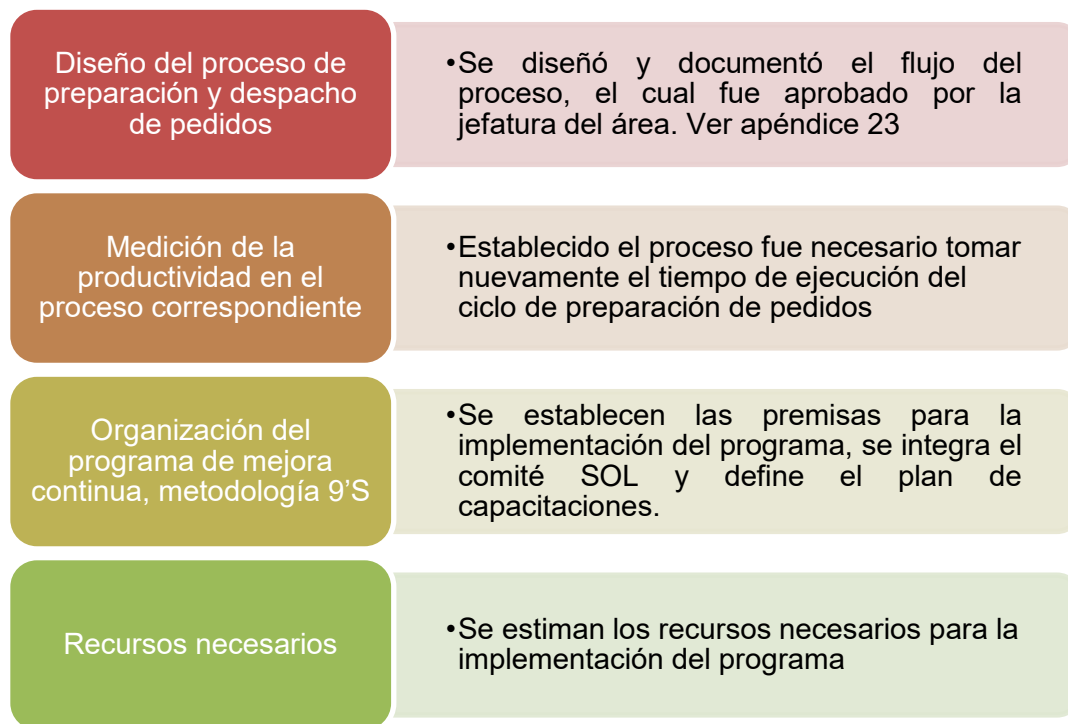 Diseño del proceso de
preparación y despacho
de pedidos
•Se diseñó y documentó el flujo del
proceso, el cual fue aprobado por la
jefatura del área. Ver apéndice 23
Medición de la
productividad en el
proceso correspondiente
•Establecido el proceso fue necesario tomar
nuevamente el tiempo de ejecución del
ciclo de preparación de pedidos
Organización del
programa de mejora
continua, metodología 9’S
•Se establecen las premisas para la
implementación del programa, se integra el
comité SOL y define el plan de
capacitaciones.
Recursos necesarios
•Se estiman los recursos necesarios para la
implementación del programa